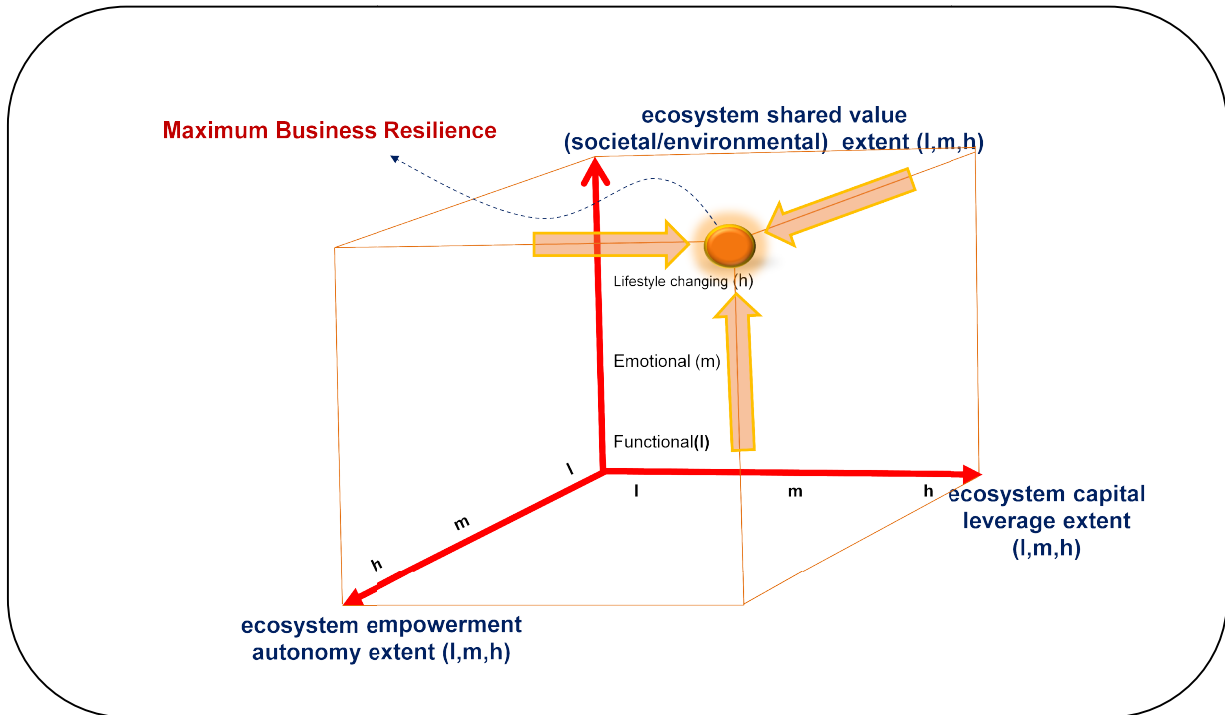 ecosystem shared value
(societal/environmental)  extent (l,m,h)
Maximum Business Resilience
Lifestyle changing (h)
Emotional (m)
Functional(l)
l
m
h
l
m
h
ecosystem capital
leverage extent
(l,m,h)
ecosystem empowerment
autonomy extent (l,m,h)